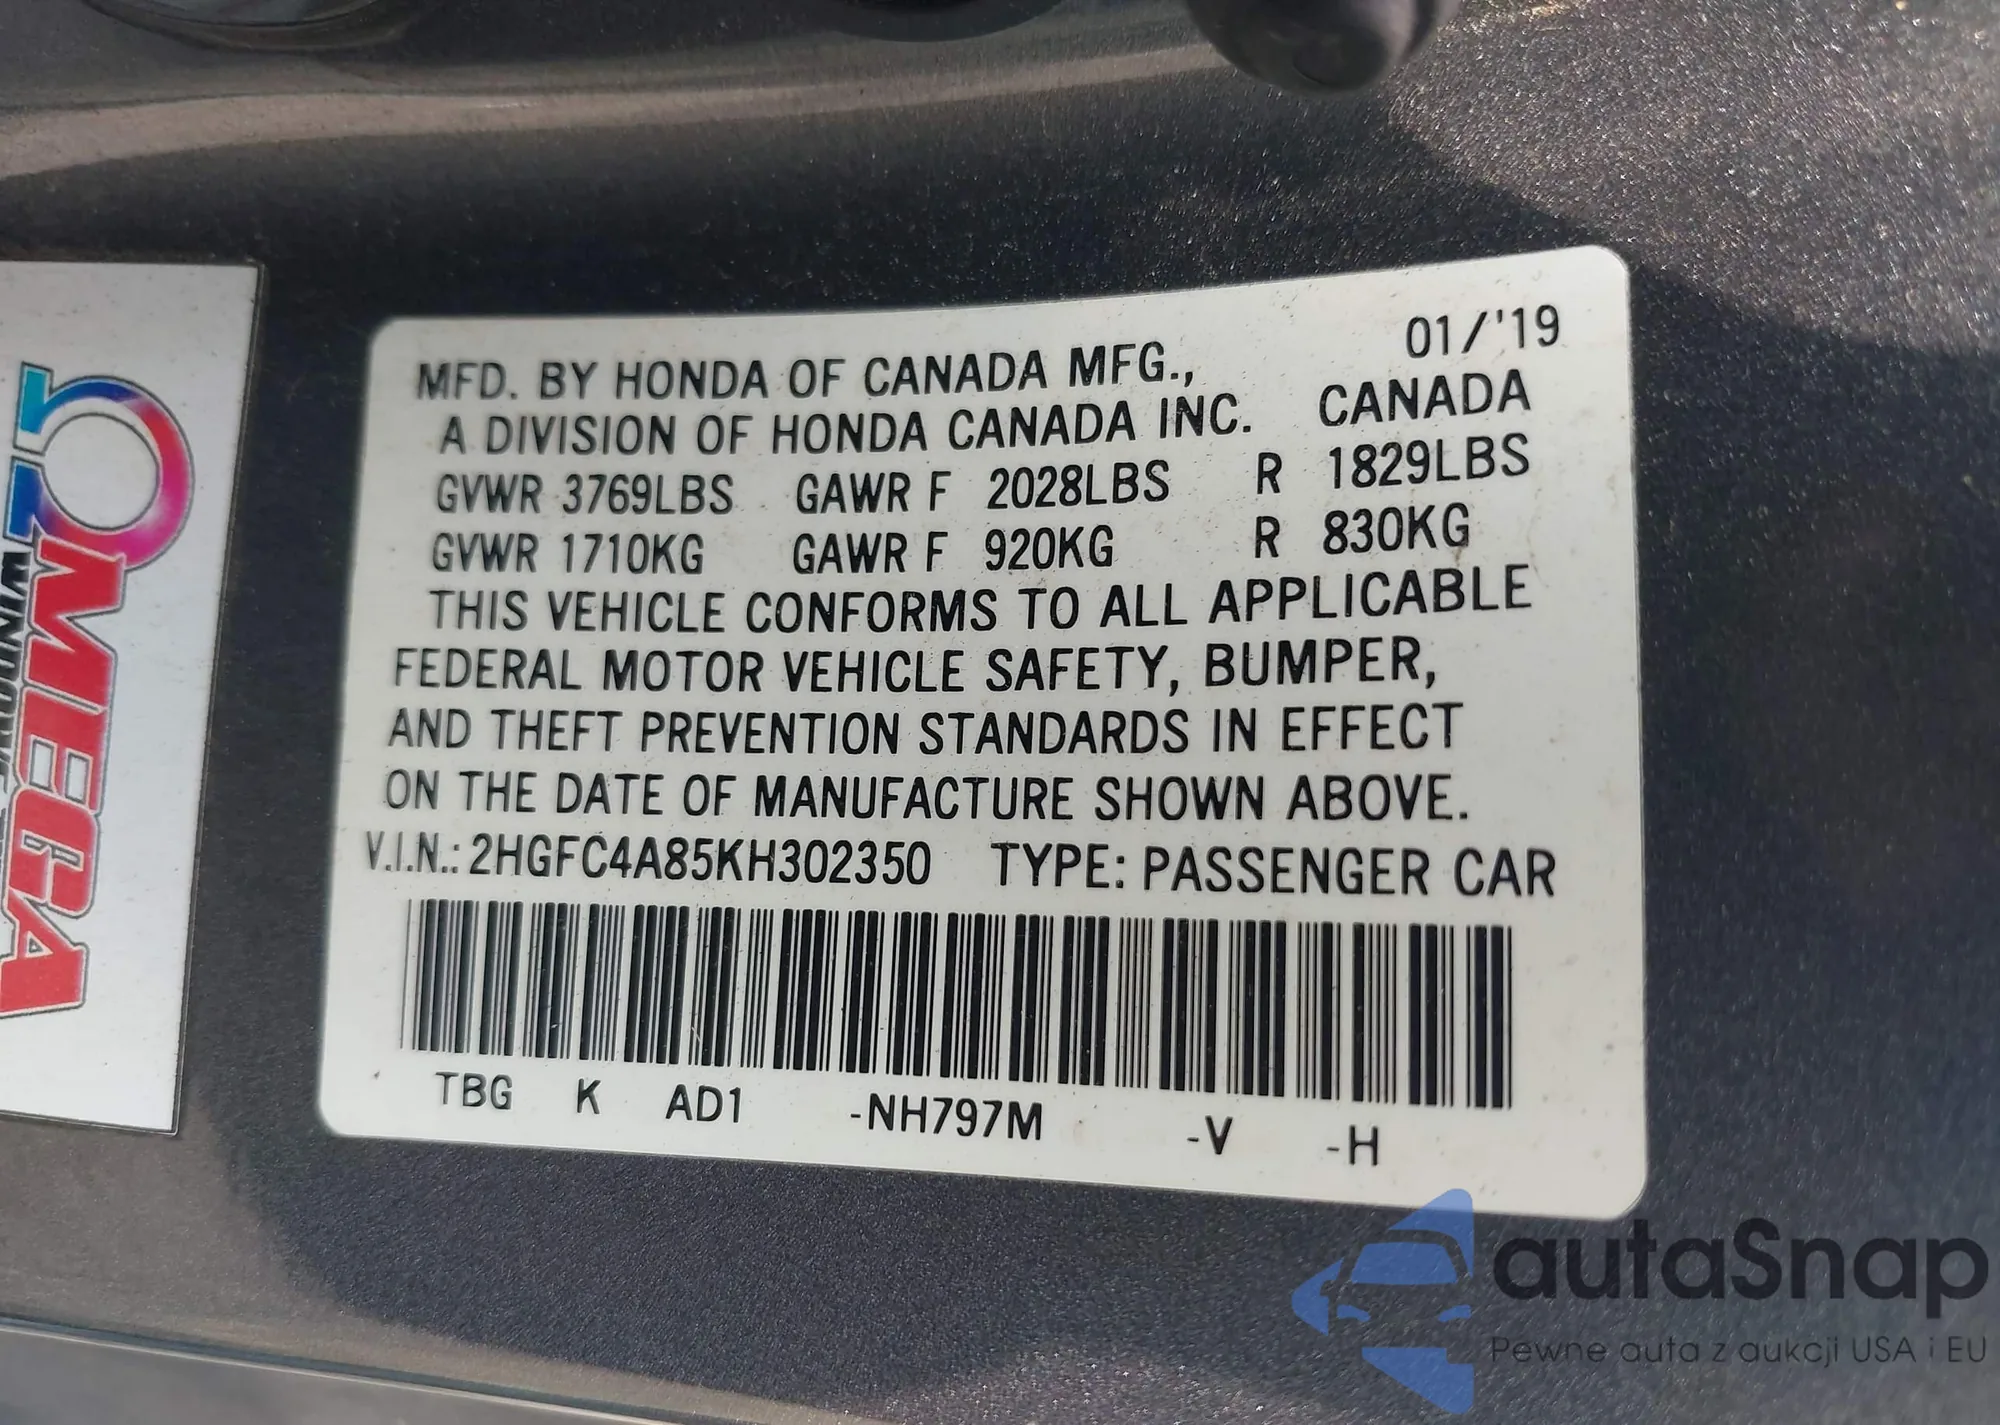 01/'19
MFD. BY HONDA OF CANADA MFG.,
A DIVISION OF HONDA CANADA INC. CANADA
GVWR 3769LBS GAWR F 2028LBS R 1829LBS
GVWR 1710KG GAWR F 920KG R 830KG
THIS VEHICLE CONFORMS TO ALL APPLICABLE
FEDERAL MOTOR VEHICLE SAFETY, BUMPER,
AND THEFT PREVENTION STANDARDS IN EFFECT
ON THE DATE OF MANUFACTURE SHOWN ABOVE.
V.I.N.: 2HGFC4A85KH302350 TYPE: PASSENGER CAR
TBG K AD1 -NH797M -V -H
OMEGA
autaSnap
Pewne auta z aukcji USA i EU